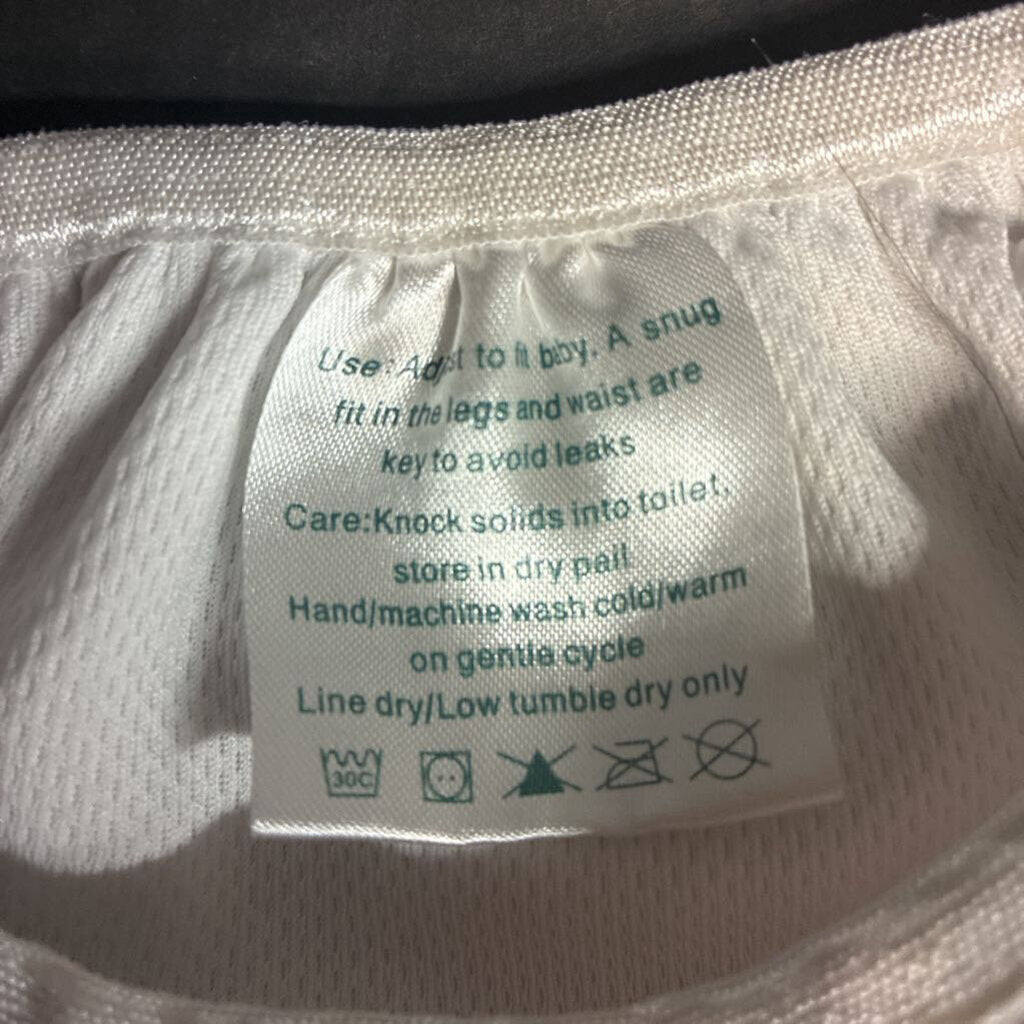 Use: Adjust to fit baby. A snug
fit in the legs and waist are
key to avoid leaks
Care:Knock solids into toilet,
store in dry pail
Hand/machine wash cold/warm
on gentle cycle
Line dry/Low tumble dry only
30C